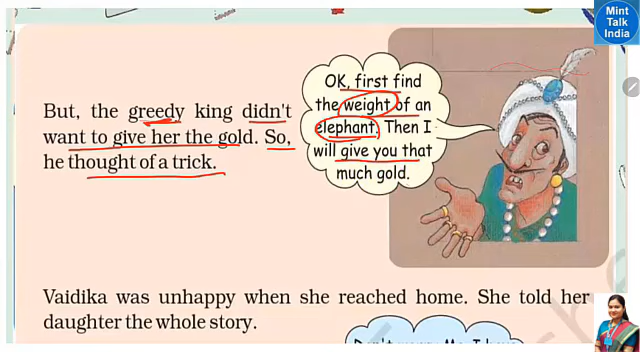 Mint
Talk
India
OK, first find
the weight of an
elephant. Then I
will give you that
much gold.
But, the greedy king didn't
want to give her the gold. So,
he thought of a trick.
Vaidika was unhappy when she reached home. She told her
daughter the whole story.